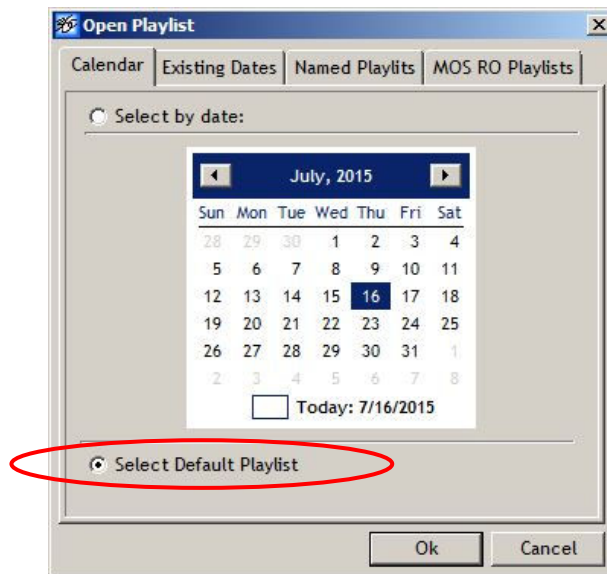 Open Playlist
Calendar Existing Dates Named Playlits MOS RO Playlists
Select by date:
July, 2015
Sun Mon Tue Wed Thu Fri Sat
28 29 30 1 2 3 4
5 6 7 8 9 10 11
12 13 14 15 16 17 18
19 20 21 22 23 24 25
26 27 28 29 30 31 1
2 3 4 5 6 7 8
Today: 7/16/2015
Select Default Playlist
Ok Cancel